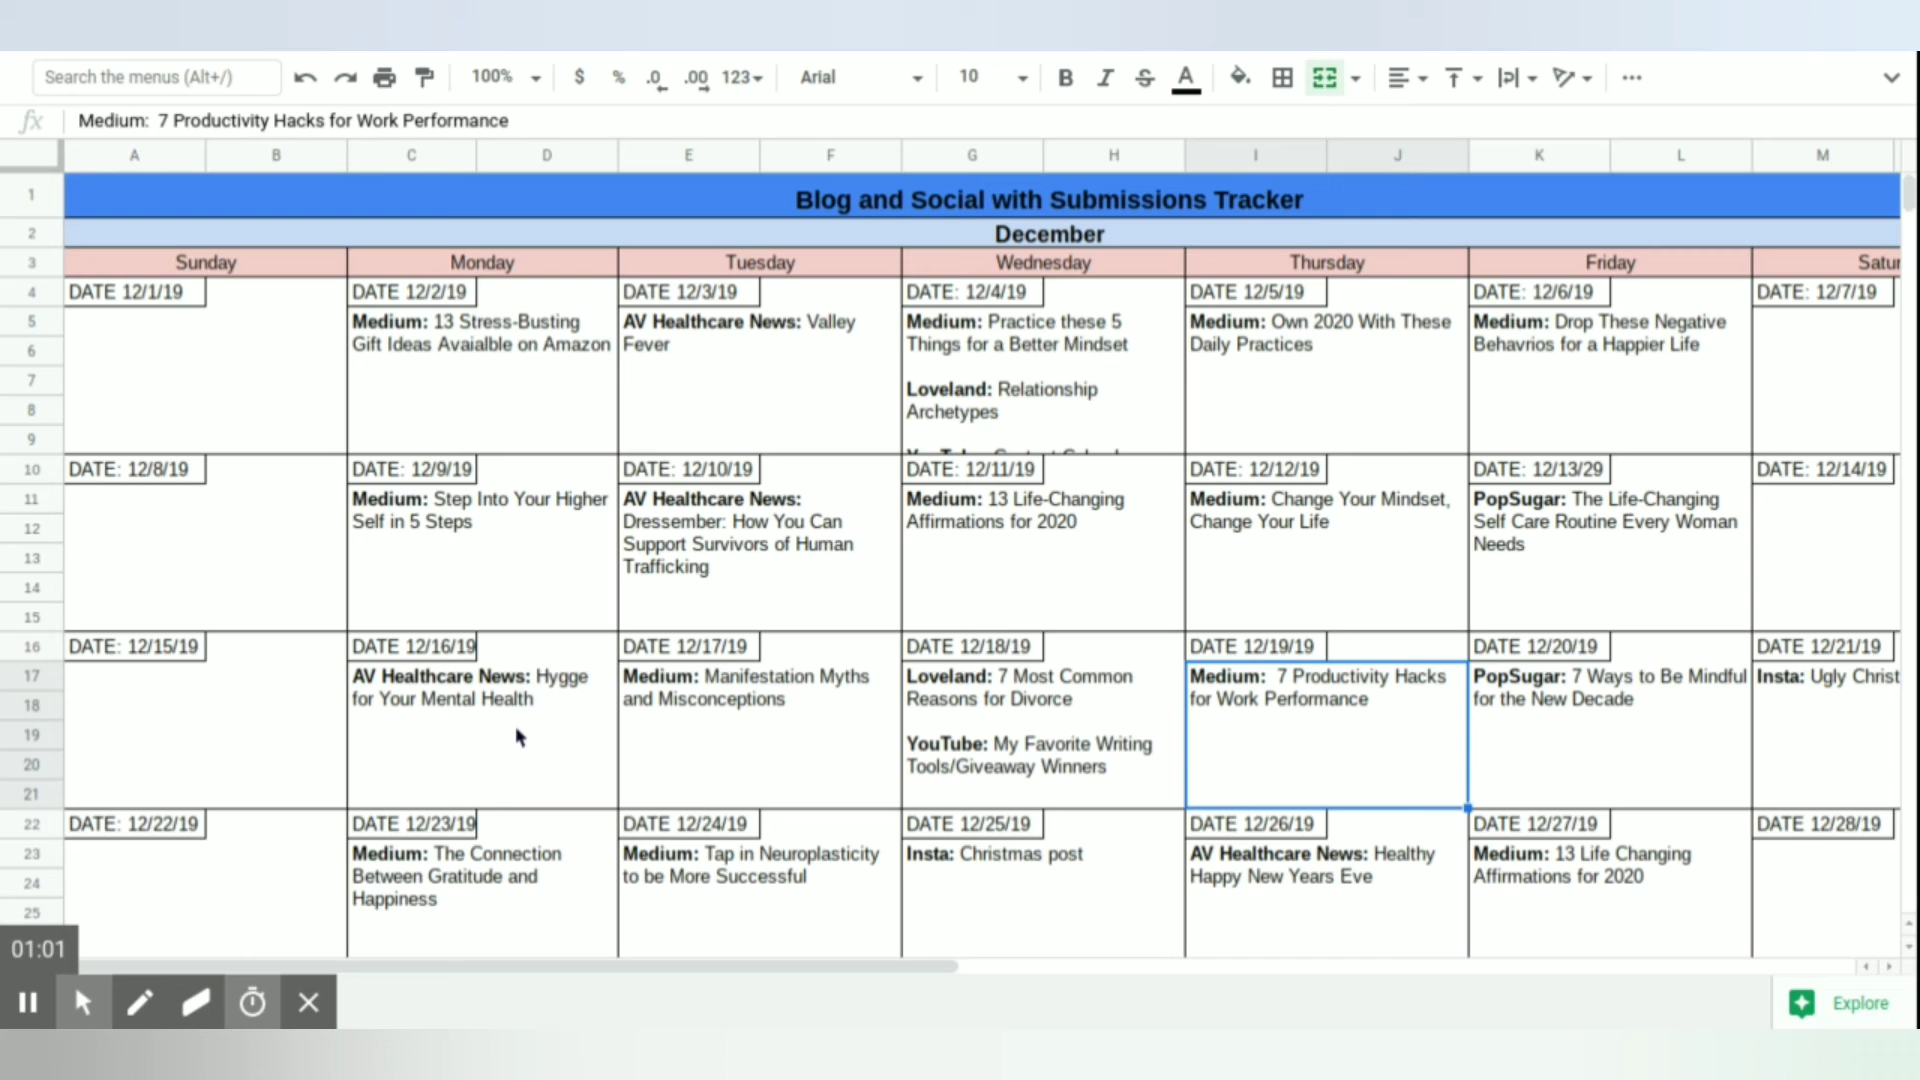 Search the menus (Alt+/)
100%
$
%
.0
.00
123
Arial
10
B
I
S
A
fx
Medium:  7 Productivity Hacks for Work Performance
A B C D E F G H I J K L M
1
Blog and Social with Submissions Tracker
2
December
3
Sunday Monday Tuesday Wednesday Thursday Friday Satur
4
DATE 12/1/19
DATE 12/2/19
DATE 12/3/19
DATE: 12/4/19
DATE 12/5/19
DATE: 12/6/19
DATE: 12/7/19
5
6
7
8
9
Medium: 13 Stress-Busting
Gift Ideas Avaialble on Amazon
AV Healthcare News: Valley
Fever
Medium: Practice these 5
Things for a Better Mindset
Loveland: Relationship
Archetypes
Medium: Own 2020 With These
Daily Practices
Medium: Drop These Negative
Behavrios for a Happier Life
10
DATE: 12/8/19
DATE: 12/9/19
DATE: 12/10/19
DATE: 12/11/19
DATE: 12/12/19
DATE: 12/13/29
DATE: 12/14/19
11
12
13
14
15
Medium: Step Into Your Higher
Self in 5 Steps
AV Healthcare News:
Dressember: How You Can
Support Survivors of Human
Trafficking
Medium: 13 Life-Changing
Affirmations for 2020
Medium: Change Your Mindset,
Change Your Life
PopSugar: The Life-Changing
Self Care Routine Every Woman
Needs
16
DATE: 12/15/19
DATE 12/16/19
DATE 12/17/19
DATE 12/18/19
DATE 12/19/19
DATE: 12/20/19
DATE 12/21/19
17
18
19
20
21
AV Healthcare News: Hygge
for Your Mental Health
Medium: Manifestation Myths
and Misconceptions
Loveland: 7 Most Common
Reasons for Divorce
YouTube: My Favorite Writing
Tools/Giveaway Winners
Medium:  7 Productivity Hacks
for Work Performance
PopSugar: 7 Ways to Be Mindful
for the New Decade
Insta: Ugly Christ
22
DATE: 12/22/19
DATE 12/23/19
DATE 12/24/19
DATE 12/25/19
DATE 12/26/19
DATE: 12/27/19
DATE 12/28/19
23
24
25
Medium: The Connection
Between Gratitude and
Happiness
Medium: Tap in Neuroplasticity
to be More Successful
Insta: Christmas post
AV Healthcare News: Healthy
Happy New Years Eve
Medium: 13 Life Changing
Affirmations for 2020
01:01
Explore